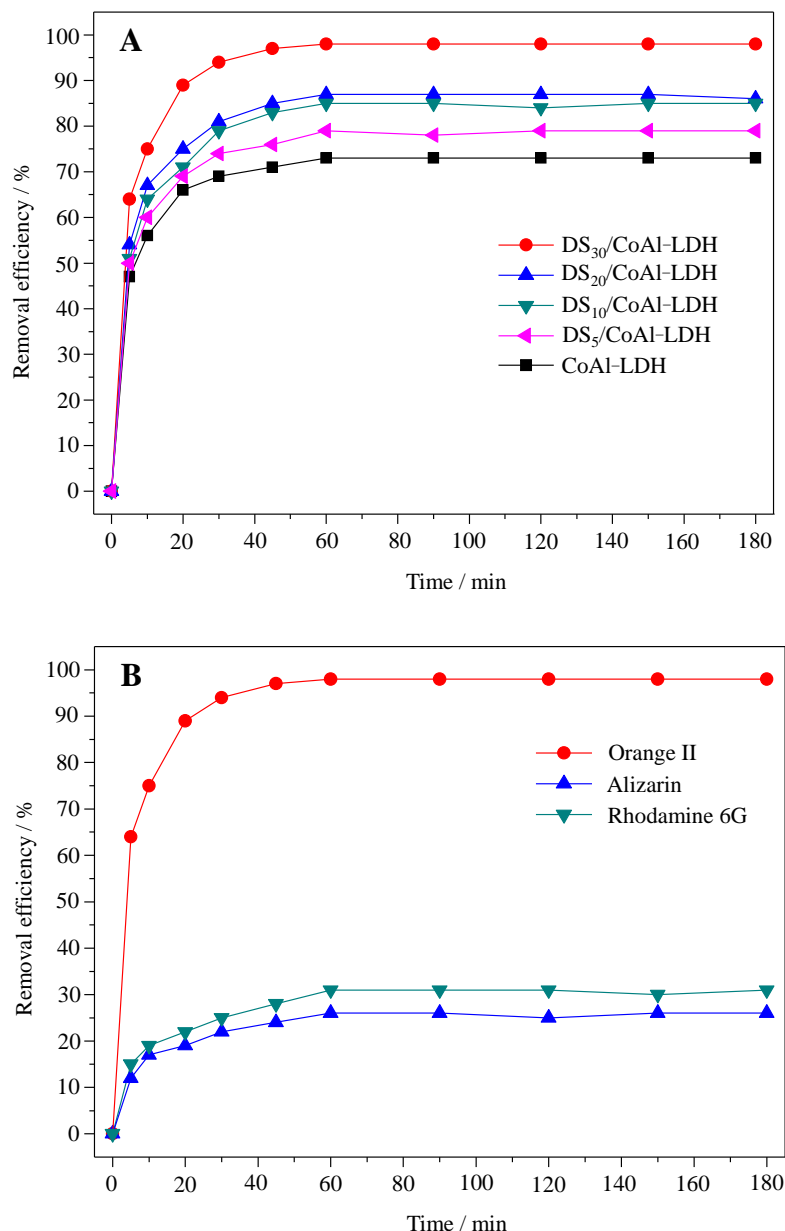 A
100
90
80
70
60
50
40
30
20
10
0
Removal efficiency / %
DS₃₀/CoAl-LDH
DS₂₀/CoAl-LDH
DS₁₀/CoAl-LDH
DS₅/CoAl-LDH
CoAl-LDH
0 20 40 60 80 100 120 140 160 180
Time / min
B
100
90
80
70
60
50
40
30
20
10
0
Removal efficiency / %
Orange II
Alizarin
Rhodamine 6G
0 20 40 60 80 100 120 140 160 180
Time / min